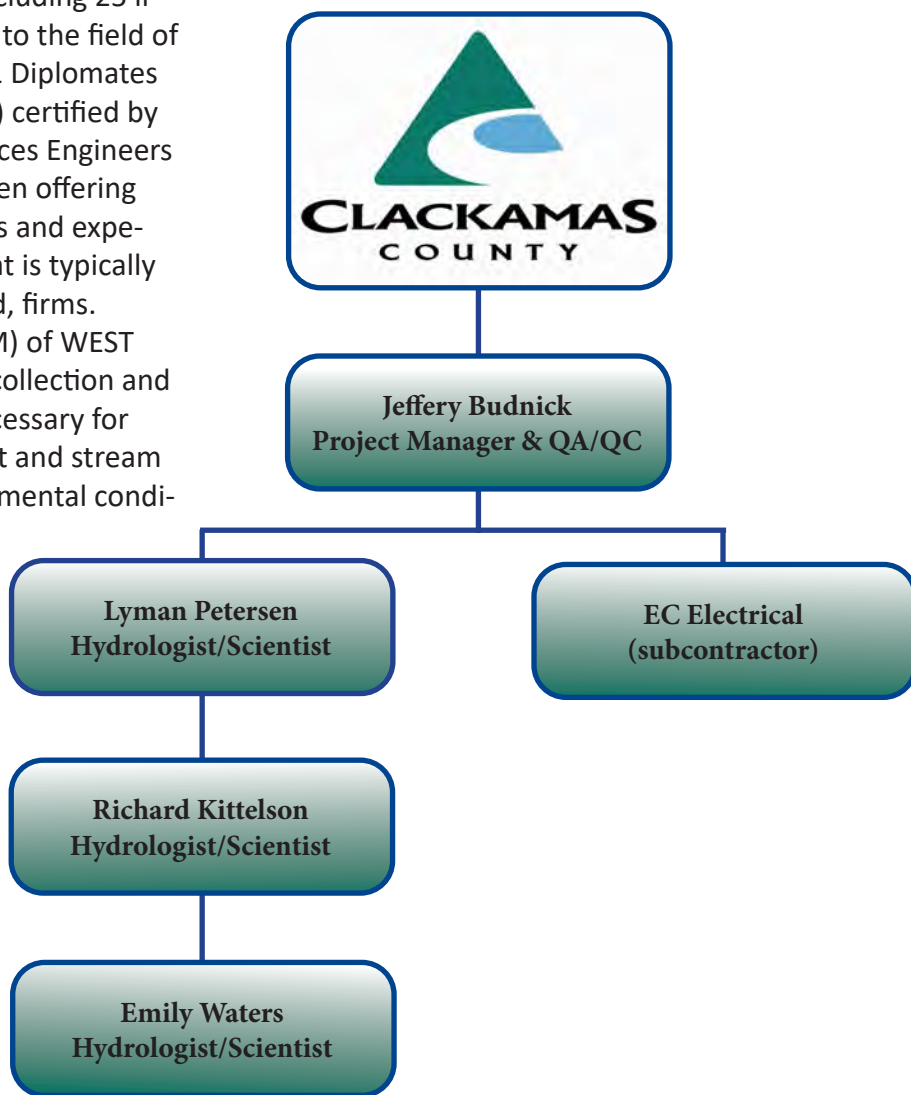 cluding 25 li-
to the field of
Diplomates
) certified by
ces Engineers
en offering
s and expe-
t is typically
d, firms.
M) of WEST
collection and
cessary for
t and stream
mental condi-
CLACKAMAS
COUNTY
Jeffery Budnick
Project Manager & QA/QC
Lyman Petersen
Hydrologist/Scientist
EC Electrical
(subcontractor)
Richard Kittelson
Hydrologist/Scientist
Emily Waters
Hydrologist/Scientist